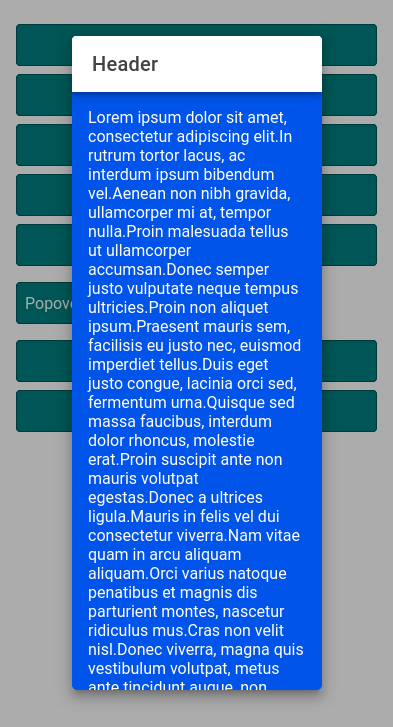 Header
Lorem ipsum dolor sit amet,
consectetur adipiscing elit.In
rutrum tortor lacus, ac
interdum ipsum bibendum
vel.Aenean non nibh gravida,
ullamcorper mi at, tempor
nulla.Proin malesuada tellus
ut ullamcorper
accumsan.Donec semper
justo vulputate neque tempus
ultricies.Proin non aliquet
ipsum.Praesent mauris sem,
facilisis eu justo nec, euismod
imperdiet tellus.Duis eget
justo congue, lacinia orci sed,
fermentum urna.Quisque sed
massa faucibus, interdum
dolor rhoncus, molestie
erat.Proin suscipit ante non
mauris volutpat
egestas.Donec a ultrices
ligula.Mauris in felis vel dui
consectetur viverra.Nam vitae
quam in arcu aliquam
aliquam.Orci varius natoque
penatibus et magnis dis
parturient montes, nascetur
ridiculus mus.Cras non velit
nisl.Donec viverra, magna quis
vestibulum volutpat, metus
ante tincidunt augue, non